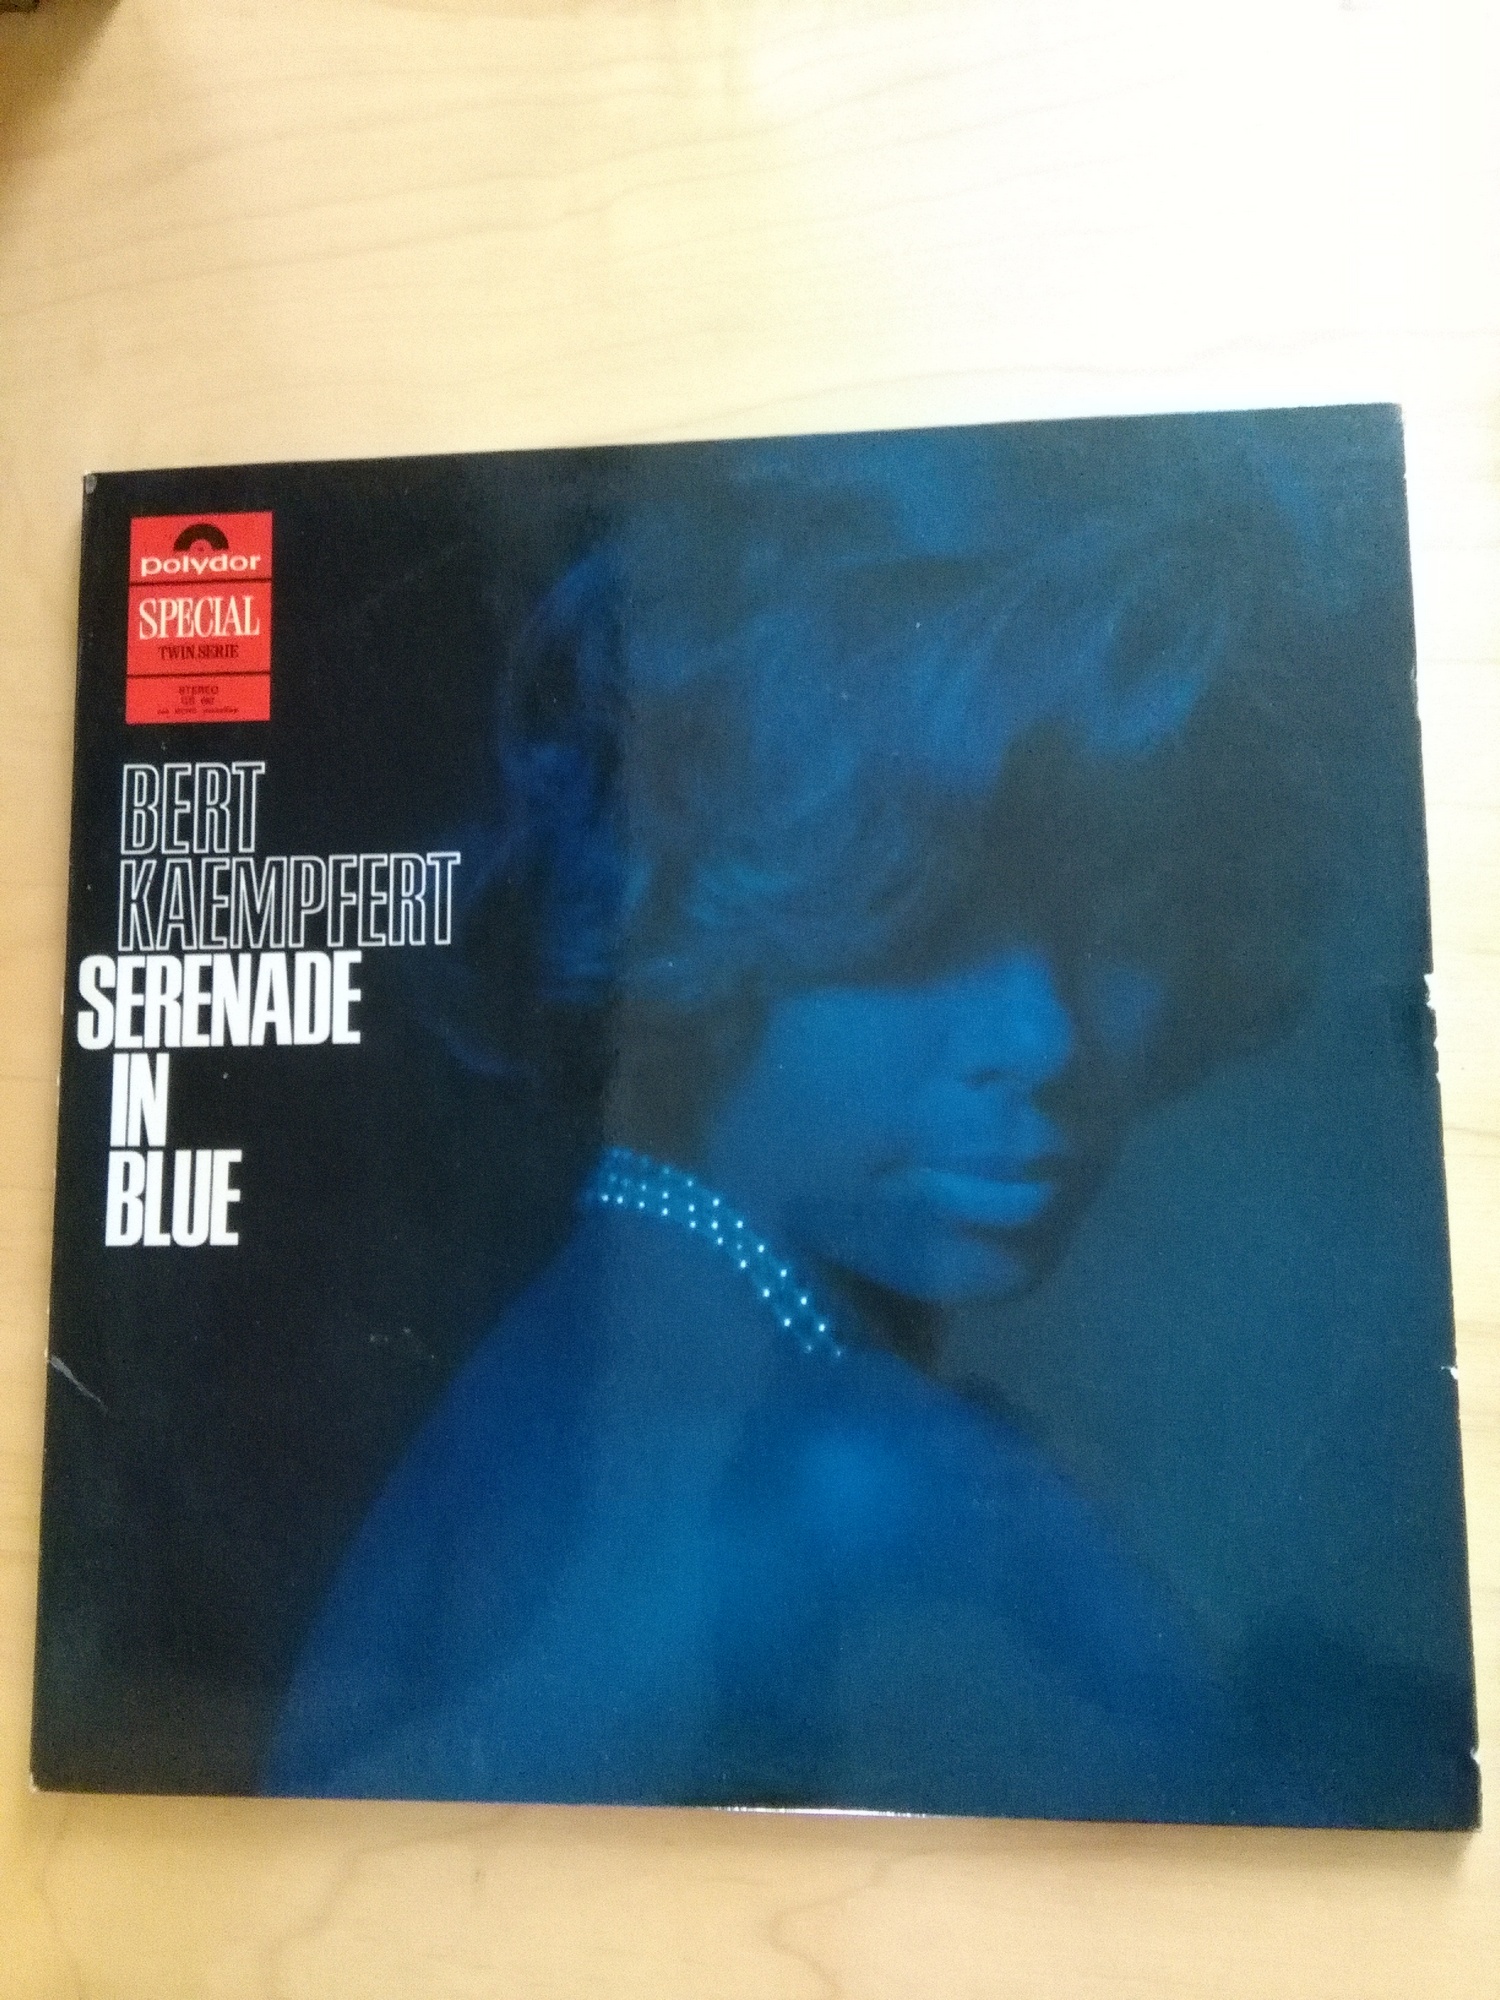 polydor
SPECIAL
TWIN SERIE
STEREO
BERT
KAEMPFERT
SERENADE
IN
BLUE